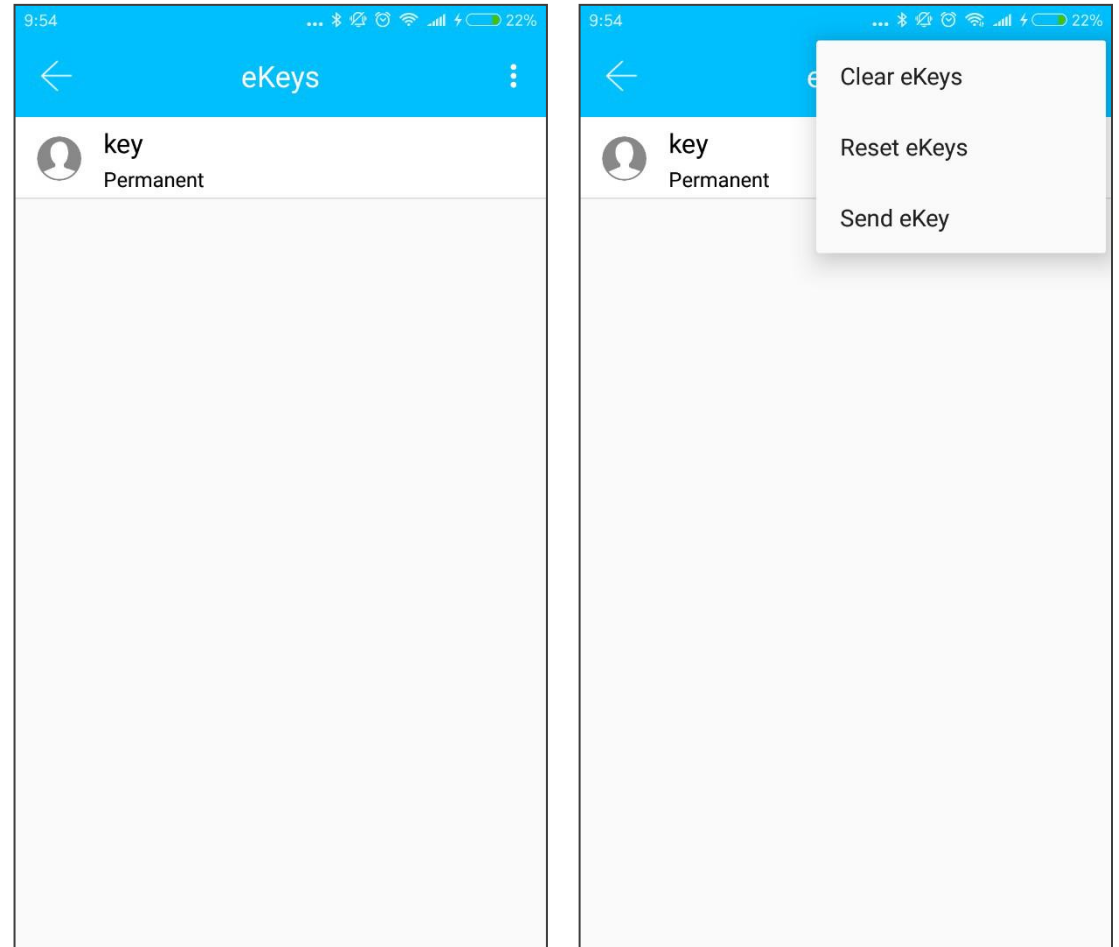 9:54 ... 22%
eKeys
key
Permanent
9:54 ... 22%
e
Clear eKeys
key
Reset eKeys
Permanent
Send eKey